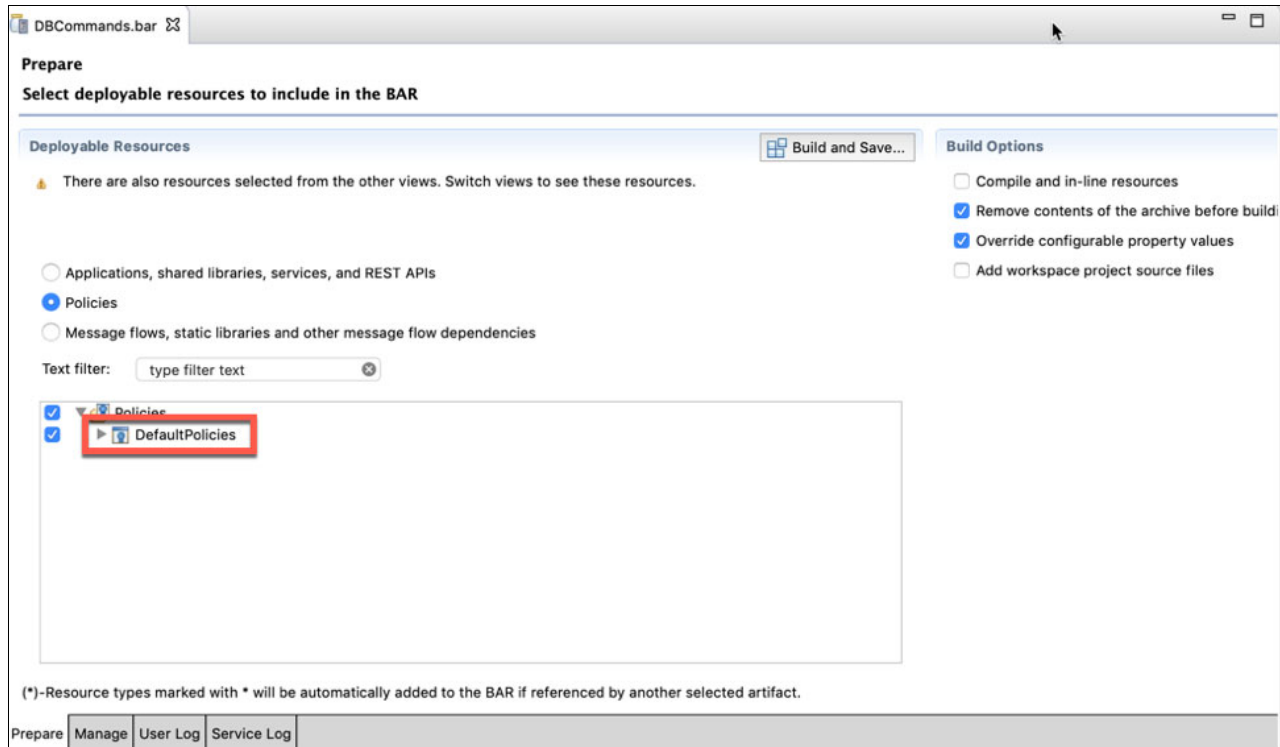 DBCommands.bar
Prepare
Select deployable resources to include in the BAR
Deployable Resources
Build and Save...
There are also resources selected from the other views. Switch views to see these resources.
Applications, shared libraries, services, and REST APIs
Policies
Message flows, static libraries and other message flow dependencies
Text filter:
type filter text
Policies
DefaultPolicies
Build Options
Compile and in-line resources
Remove contents of the archive before buildi
Override configurable property values
Add workspace project source files
(*)-Resource types marked with * will be automatically added to the BAR if referenced by another selected artifact.
Prepare Manage User Log Service Log